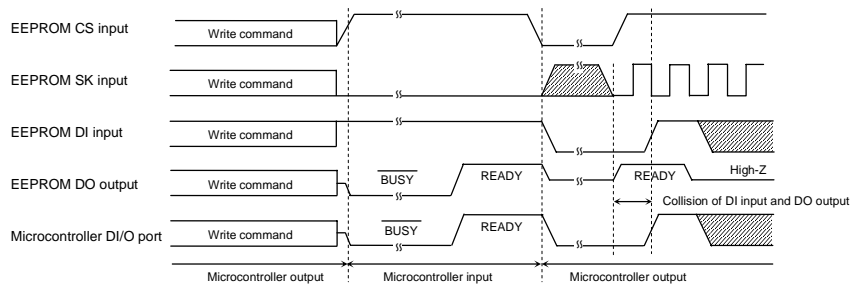 EEPROM CS input
Write command
EEPROM SK input
Write command
EEPROM DI input
Write command
EEPROM DO output
Write command
BUSY
READY
READY
High-Z
Collision of DI input and DO output
Microcontroller DI/O port
Write command
BUSY
READY
Microcontroller output
Microcontroller input
Microcontroller output